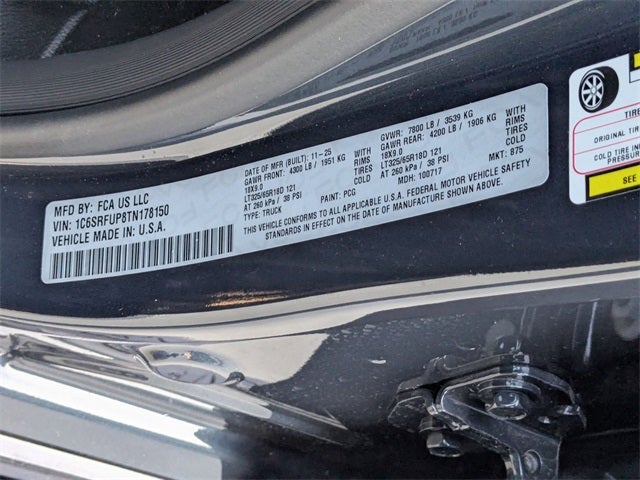 MFD BY: FCA US LLC
VIN: 1C6SRFUP8TN178150
VEHICLE MADE IN: U.S.A.
DATE OF MFR (BUILT): 11-25
GAWR FRONT: 4300 LB / 1951 KG
18X9.0
LT325/65R18D 121
AT 260 kPa / 38 PSI
TYPE: TRUCK
WITH
RIMS
TIRES
COLD
PAINT: PCG
GVWR: 7800 LB / 3539 KG
GAWR REAR: 4200 LB / 1906 KG
18X9.0
LT325/65R18D 121
AT 260 kPa / 38 PSI
MDH: 100717
WITH
RIMS
TIRES
COLD
MKT: 875
THIS VEHICLE CONFORMS TO ALL APPLICABLE U.S.A. FEDERAL MOTOR VEHICLE SAFETY
STANDARDS IN EFFECT ON THE DATE OF MANUFACTURE SHOWN ABOVE.
TIRE
ORIGINAL TIR
COLD TIRE IN
PRESSURE